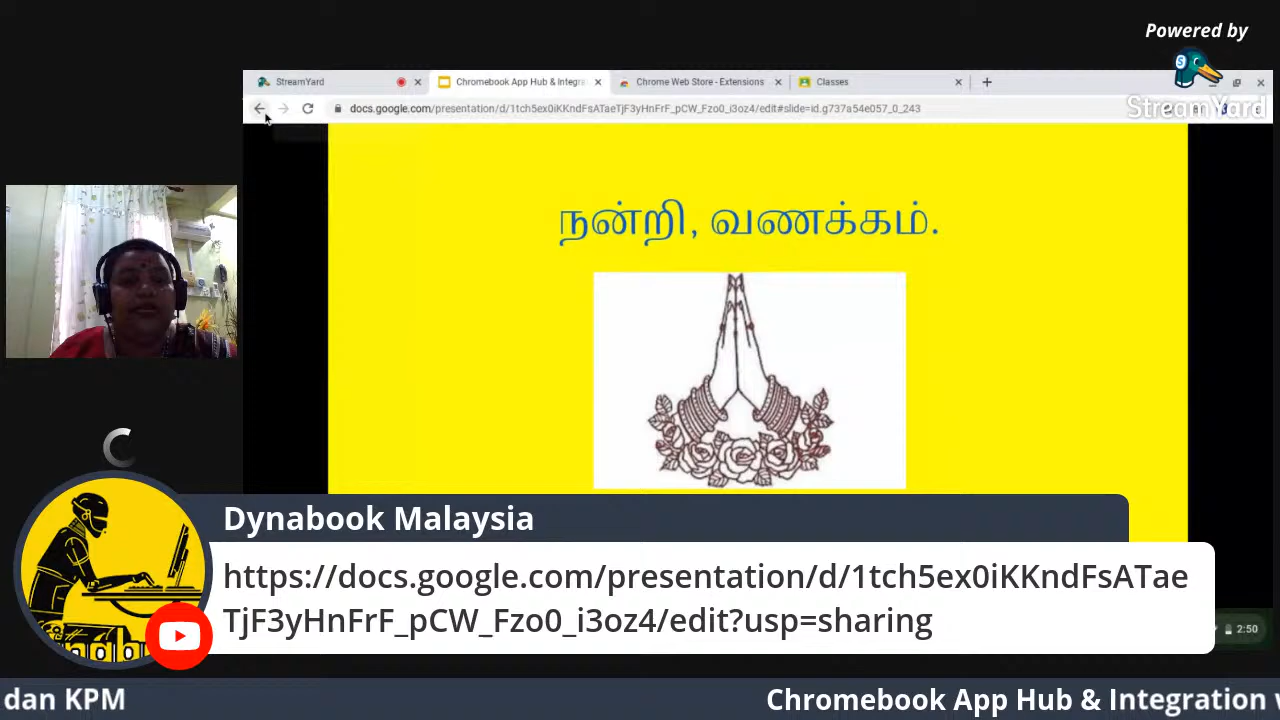 Powered by
StreamYard
StreamYard
Chromebook App Hub & Integra
Chrome Web Store - Extensions
Classes
docs.google.com/presentation/d/1tch5ex0iKKndFsATaeTjF3yHnFrF_pCW_Fzo0_i3oz4/edit#slide=id.g737a54e057_0_243
நன்றி, வணக்கம்.
Dynabook Malaysia
https://docs.google.com/presentation/d/1tch5ex0iKKndFsATae
TjF3yHnFrF_pCW_Fzo0_i3oz4/edit?usp=sharing
2:50
dan KPM
Chromebook App Hub & Integration